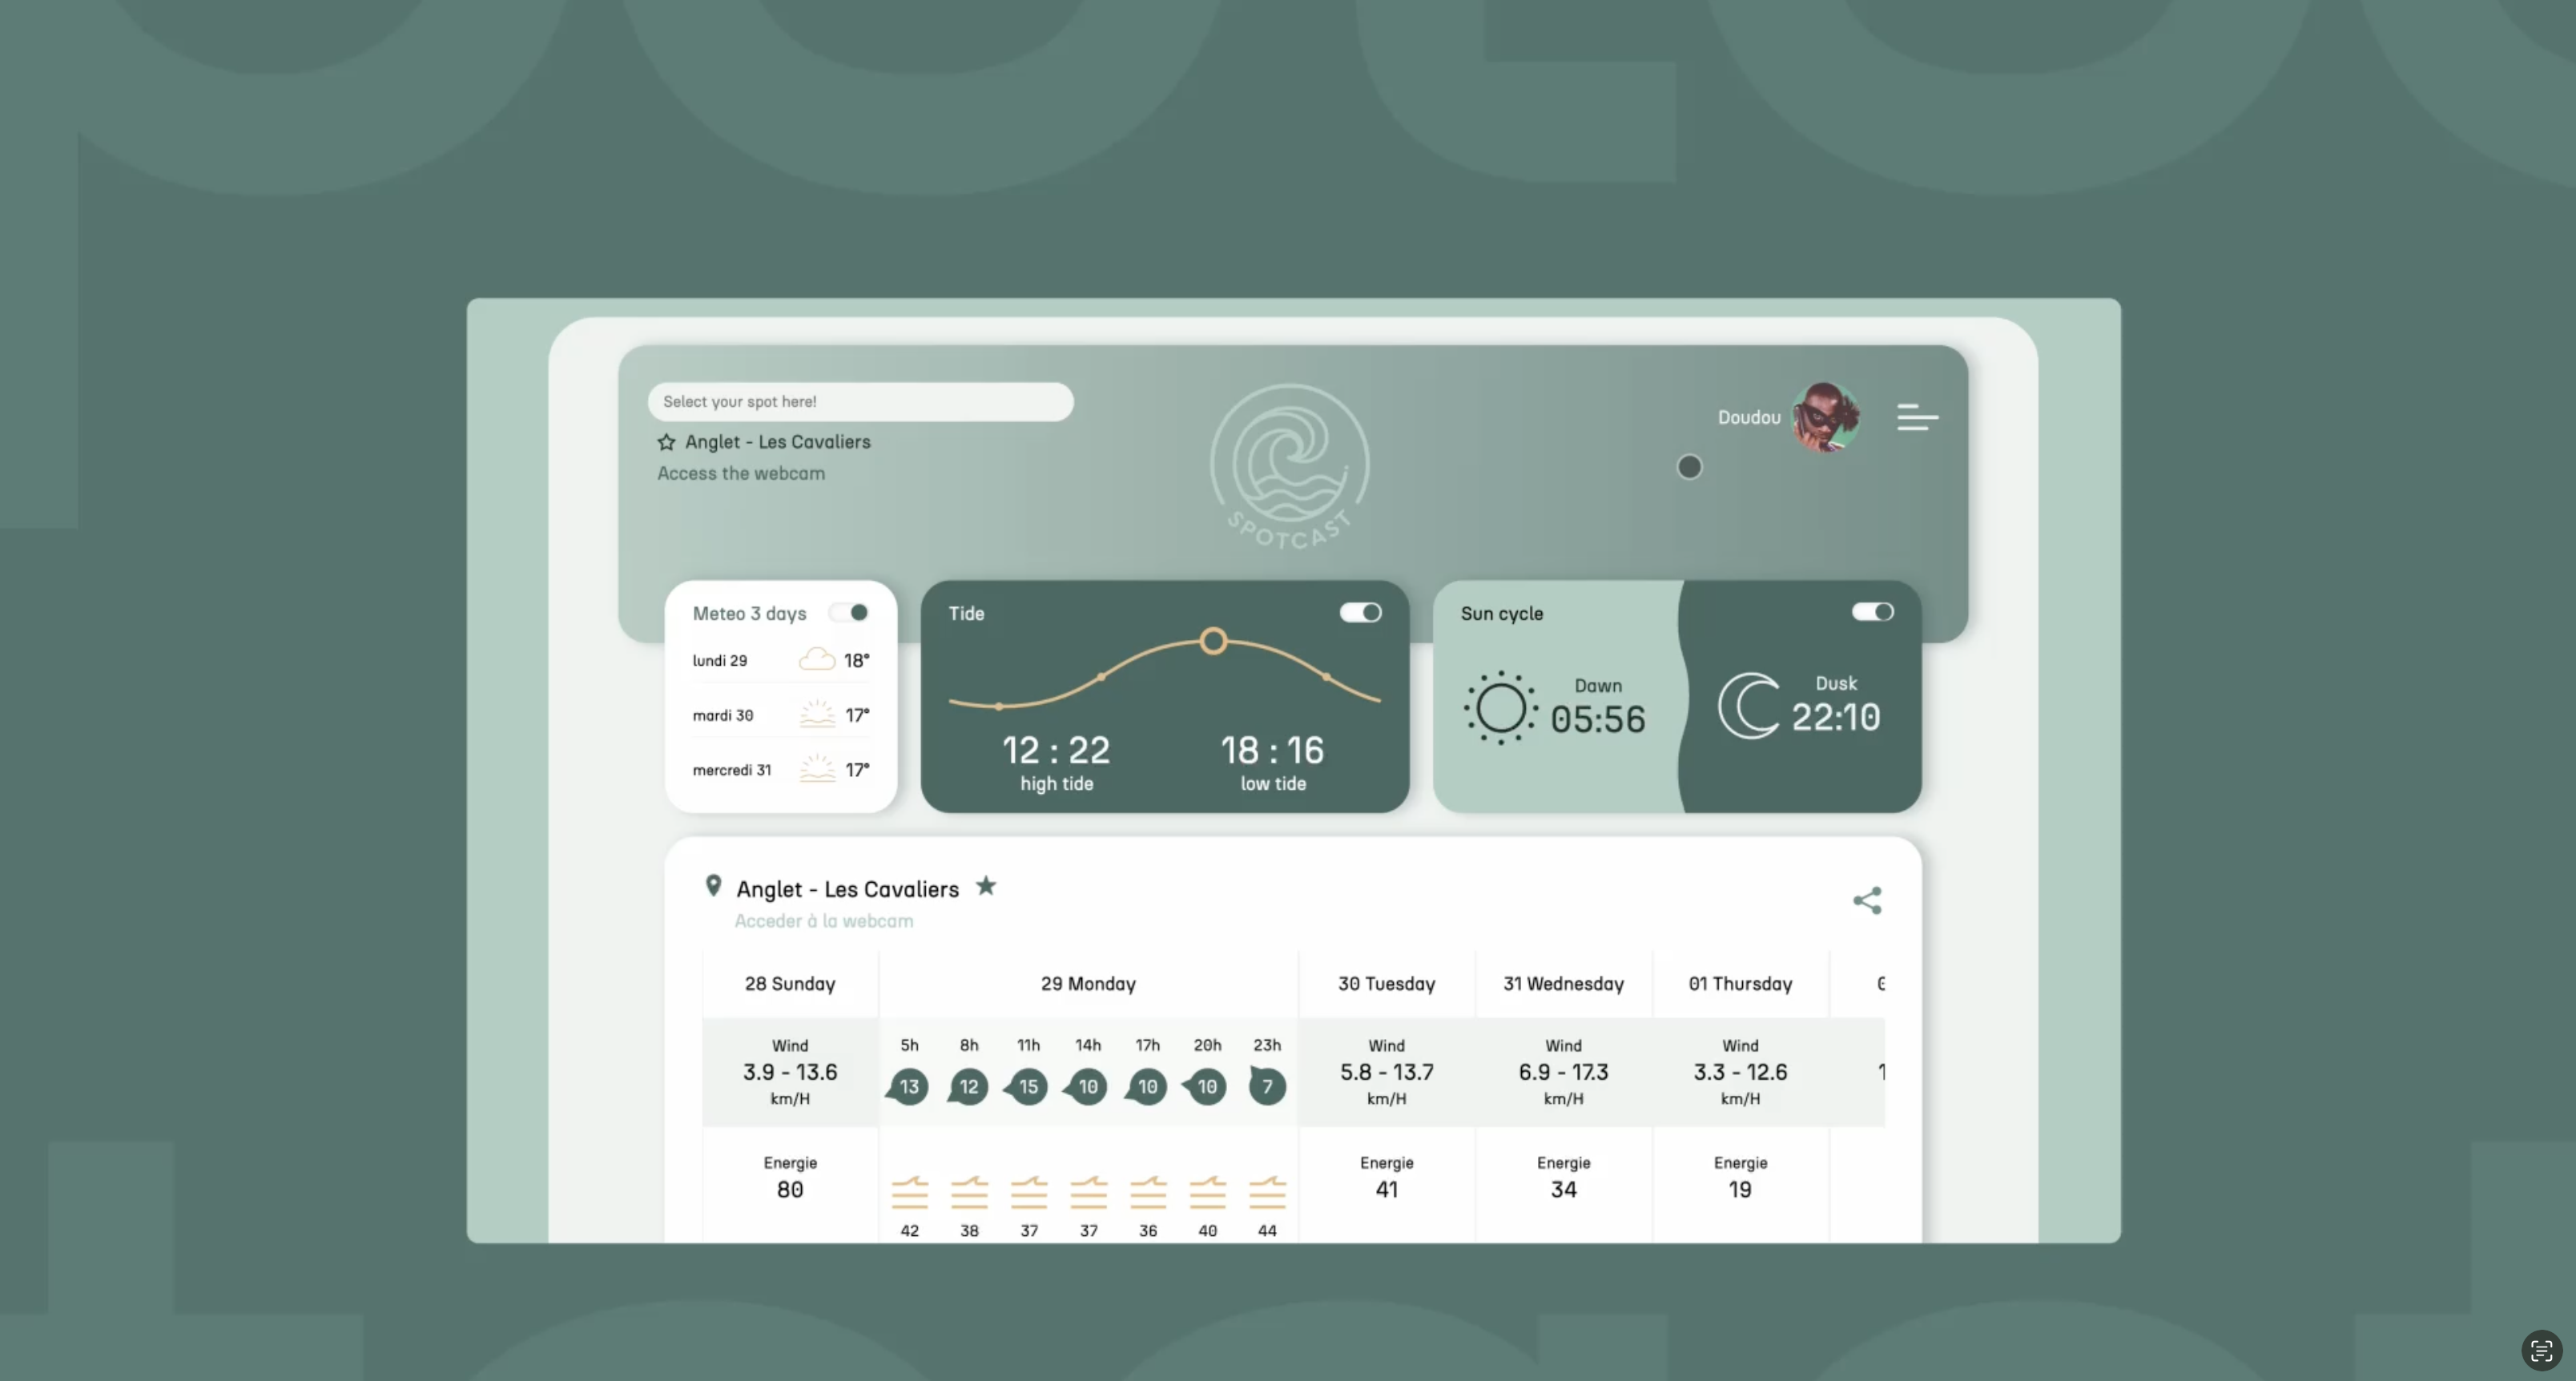 Select your spot here!
Anglet - Les Cavaliers
Access the webcam
SPOTCAST
Doudou
Meteo 3 days
lundi 29 18°
mardi 30 17°
mercredi 31 17°
Tide
12 : 22 18 : 16
high tide low tide
Sun cycle
Dawn
05:56
Dusk
22:10
Anglet - Les Cavaliers
Acceder à la webcam
28 Sunday 29 Monday 30 Tuesday 31 Wednesday 01 Thursday
Wind 5h 8h 11h 14h 17h 20h 23h Wind Wind Wind
3.9 - 13.6 13 12 15 10 10 10 7 5.8 - 13.7 6.9 - 17.3 3.3 - 12.6
km/H km/H km/H km/H
Energie Energie Energie Energie
80 41 34 19
42 38 37 37 36 40 44